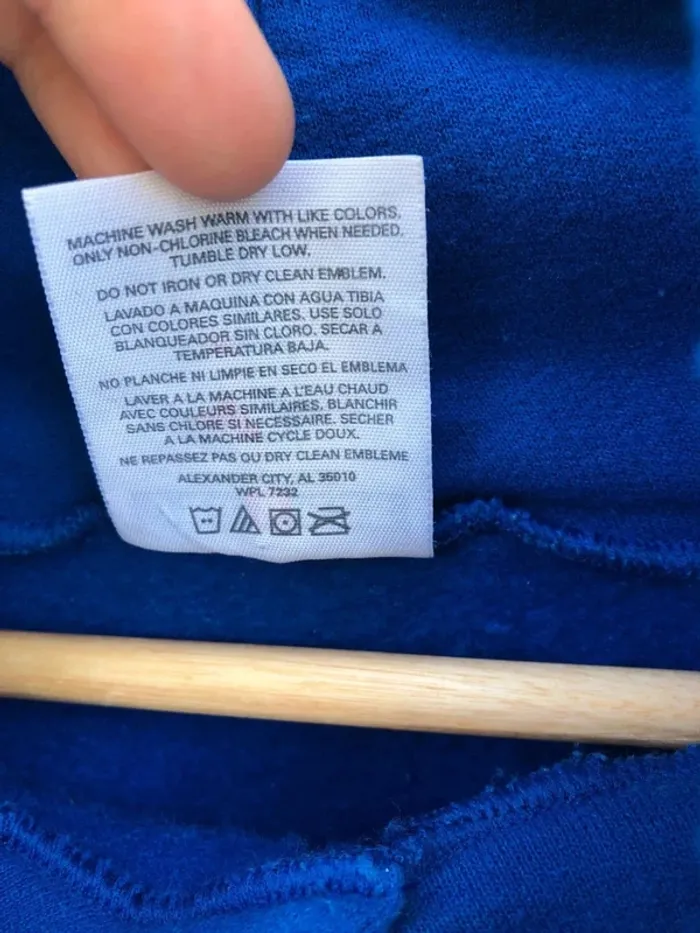 MACHINE WASH WARM WITH LIKE COLORS.
ONLY NON-CHLORINE BLEACH WHEN NEEDED.
TUMBLE DRY LOW.
DO NOT IRON OR DRY CLEAN EMBLEM.
LAVADO A MAQUINA CON AGUA TIBIA
CON COLORES SIMILARES. USE SOLO
BLANQUEADOR SIN CLORO. SECAR A
TEMPERATURA BAJA.
NO PLANCHE NI LIMPIE EN SECO EL EMBLEMA
LAVER A LA MACHINE A L'EAU CHAUD
AVEC COULEURS SIMILAIRES. BLANCHIR
SANS CHLORE SI NECESSAIRE. SECHER
A LA MACHINE CYCLE DOUX.
NE REPASSEZ PAS OU DRY CLEAN EMBLEME
ALEXANDER CITY, AL 35010
WPL 7232